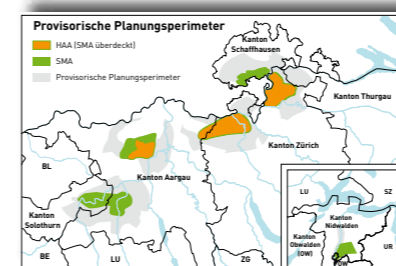 Provisorische Planungsperimeter
HAA (SMA überdeckt)
SMA
Provisorische Planungsperimeter
Kanton
Schaffhausen
Kanton Thurgau
Kanton Zürich
BL
Kanton Aargau
Kanton
Solothurn
BE
LU
ZG
LU
SZ
Kanton
Nidwalden
Kanton
Obwalden
(OW)
UR
OW